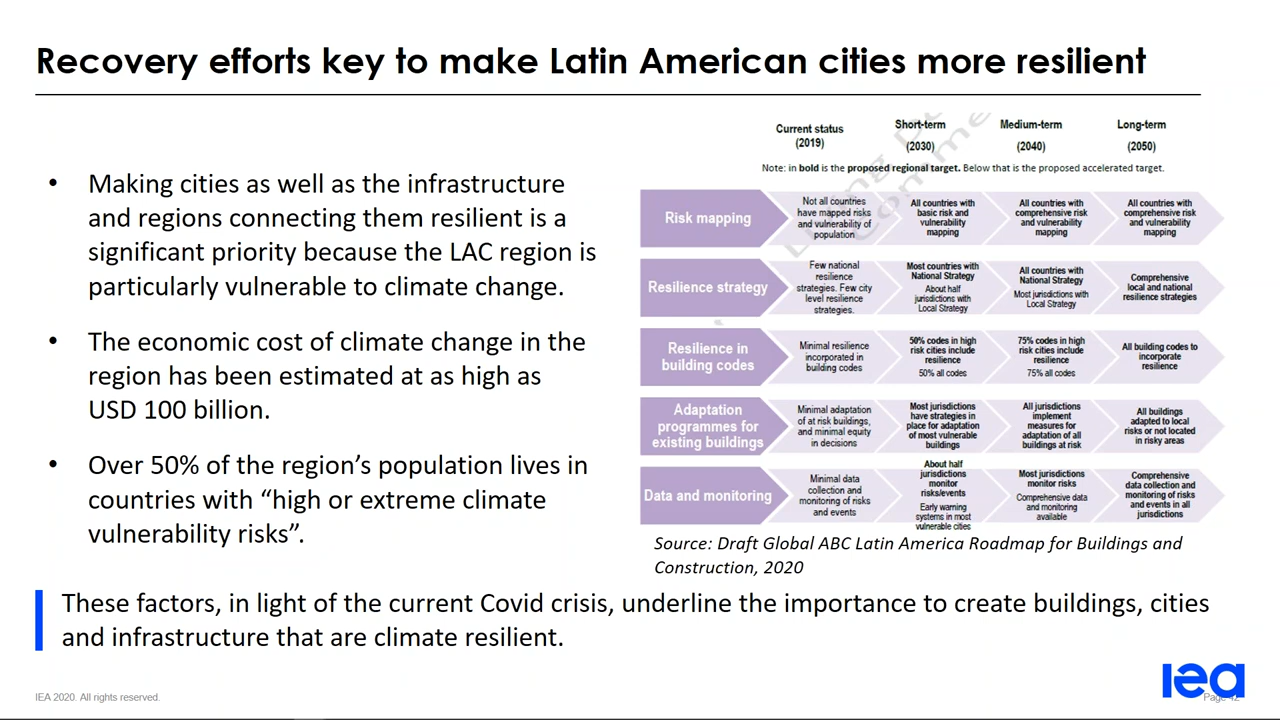 Recovery efforts key to make Latin American cities more resilient
• Making cities as well as the infrastructure
and regions connecting them resilient is a
significant priority because the LAC region is
particularly vulnerable to climate change.
• The economic cost of climate change in the
region has been estimated at as high as
USD 100 billion.
• Over 50% of the region’s population lives in
countries with “high or extreme climate
vulnerability risks”.
Current status
(2019)
Short-term
(2030)
Medium-term
(2040)
Long-term
(2050)
Note: in bold is the proposed regional target. Below that is the proposed accelerated target.
Risk mapping
Not all countries
have mapped risks
and vulnerability of
population
All countries with
basic risk and
vulnerability
mapping
All countries with
comprehensive risk
and vulnerability
mapping
All countries with
comprehensive risk
and vulnerability
mapping
Resilience strategy
Few national
resilience
strategies. Few city
level resilience
strategies.
Most countries with
National Strategy
About half
jurisdictions with
Local Strategy
All countries with
National Strategy
Most jurisdictions with
Local Strategy
Comprehensive
local and national
resilience strategies
Resilience in
building codes
Minimal resilience
incorporated in
building codes
50% codes in high
risk cities include
resilience
50% all codes
75% codes in high
risk cities include
resilience
75% all codes
All building codes to
incorporate
resilience
Adaptation
programmes for
existing buildings
Minimal adaptation
of at risk buildings,
and minimal equity
in decisions
Most jurisdictions
have strategies in
place for adaptation
of most vulnerable
buildings
All jurisdictions
implement
measures for
adaptation of all
buildings at risk
All buildings
adapted to local
risks or not located
in risky areas
Data and monitoring
Minimal data
collection and
monitoring of risks
and events
About half
jurisdictions
monitor
risks/events
Early warning
systems in most
vulnerable cities
Most jurisdictions
monitor risks
Comprehensive data
and monitoring
available
Comprehensive
data collection and
monitoring of risks
and events in all
jurisdictions
Source: Draft Global ABC Latin America Roadmap for Buildings and
Construction, 2020
These factors, in light of the current Covid crisis, underline the importance to create buildings, cities
and infrastructure that are climate resilient.
IEA 2020. All rights reserved.
iea